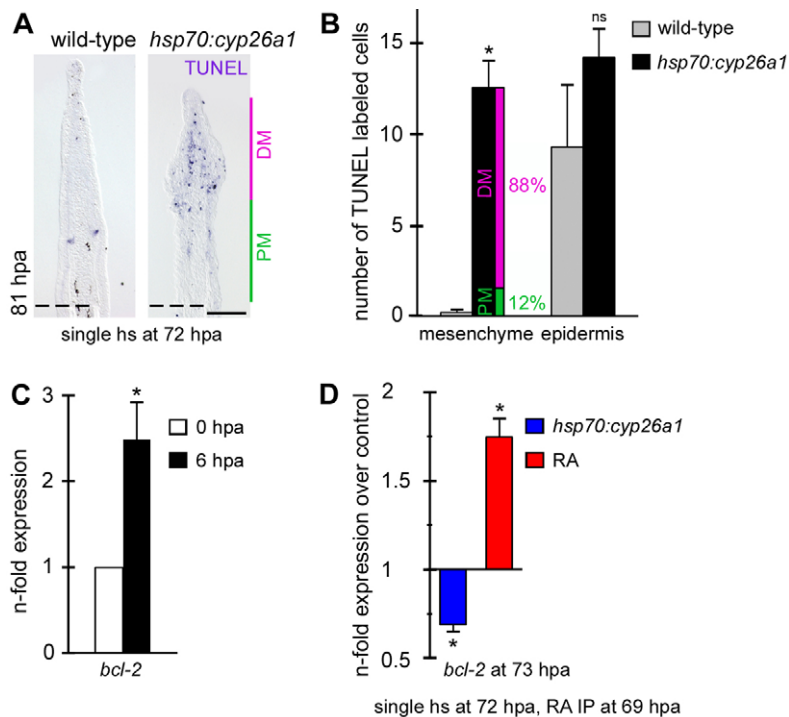 A
wild-type hsp70:cyp26a1
TUNEL
DM
PM
81 hpa
single hs at 72 hpa
B
number of TUNEL labeled cells
15
10
5
0
*
ns
DM
88%
PM
12%
mesenchyme epidermis
wild-type
hsp70:cyp26a1
C
n-fold expression
3
2
1
0
*
0 hpa
6 hpa
bcl-2
D
n-fold expression over control
2
1.75
1
0.5
*
*
hsp70:cyp26a1
RA
bcl-2 at 73 hpa
single hs at 72 hpa, RA IP at 69 hpa